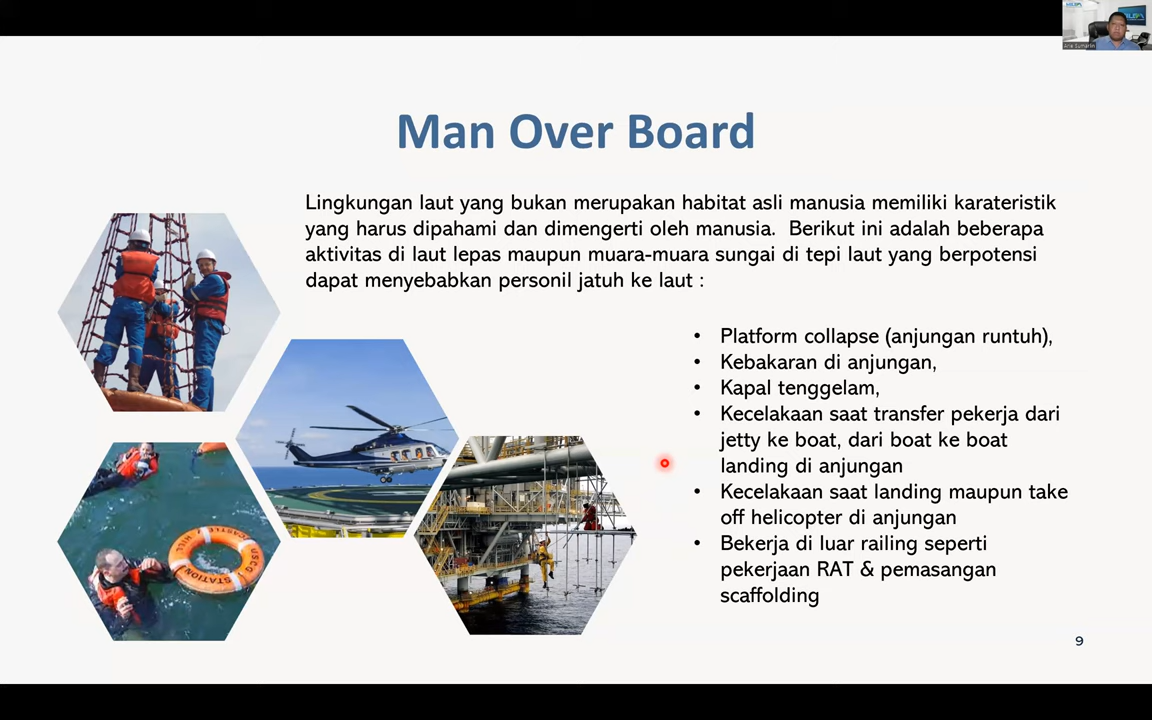 Man Over Board
Lingkungan laut yang bukan merupakan habitat asli manusia memiliki karateristik
yang harus dipahami dan dimengerti oleh manusia.  Berikut ini adalah beberapa
aktivitas di laut lepas maupun muara-muara sungai di tepi laut yang berpotensi
dapat menyebabkan personil jatuh ke laut :
• Platform collapse (anjungan runtuh),
• Kebakaran di anjungan,
• Kapal tenggelam,
• Kecelakaan saat transfer pekerja dari
jetty ke boat, dari boat ke boat
landing di anjungan
• Kecelakaan saat landing maupun take
off helicopter di anjungan
• Bekerja di luar railing seperti
pekerjaan RAT & pemasangan
scaffolding
CASTLE HILL
USCG STATION
9